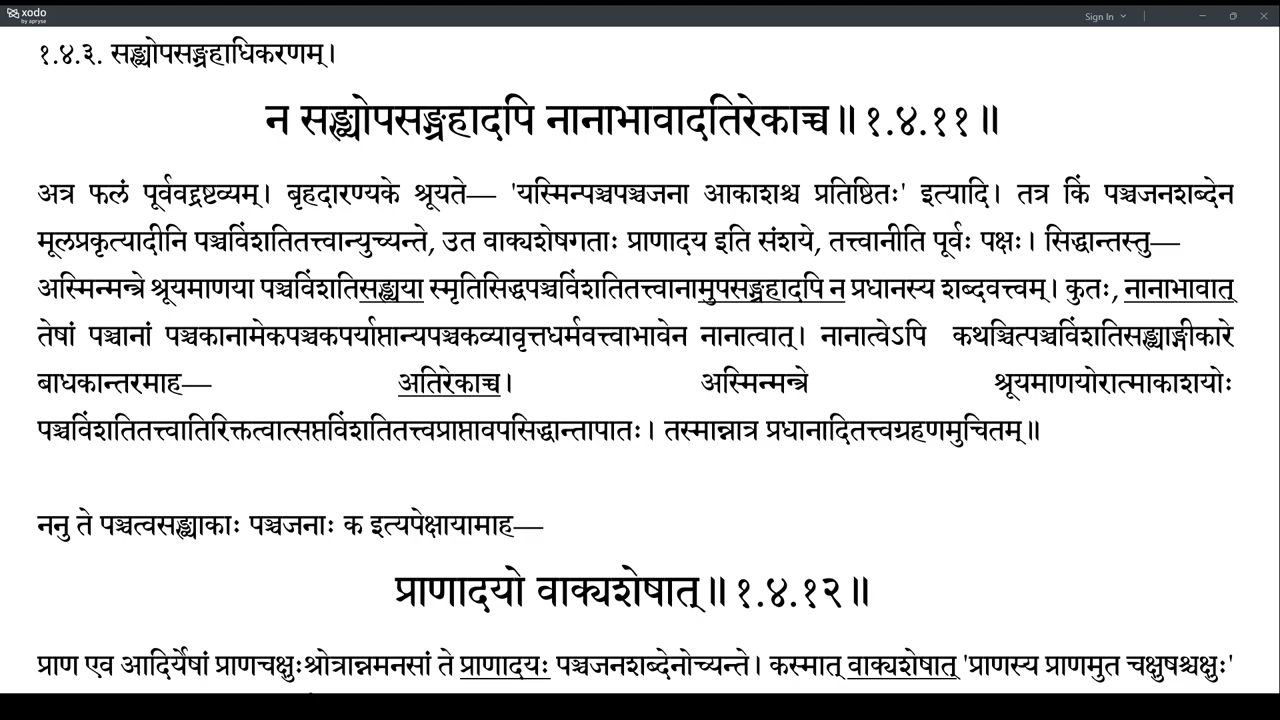 xodo
by apryse
Sign In
१.४.३. सङ्ख्योपसङ्ग्रहाधिकरणम्।
न सङ्ख्योपसङ्ग्रहादपि नानाभावादतिरेकाच्च॥ १.४.११॥
अत्र फलं पूर्ववद्द्रष्टव्यम्। बृहदारण्यके श्रूयते— 'यस्मिन्पञ्चपञ्चजना आकाशश्च प्रतिष्ठितः' इत्यादि। तत्र किं पञ्चजनशब्देन
मूलप्रकृत्यादीनि पञ्चविंशतितत्त्वान्युच्यन्ते, उत वाक्यशेषगताः प्राणादय इति संशये, तत्त्वानीति पूर्वः पक्षः। सिद्धान्तस्तु—
अस्मिन्मन्त्रे श्रूयमाणया पञ्चविंशतिसङ्ख्यया स्मृतिसिद्धपञ्चविंशतितत्त्वानामुपसङ्ग्रहादपि न प्रधानस्य शब्दवत्त्वम्। कुतः, नानाभावात्
तेषां पञ्चानां पञ्चकानामेकपञ्चकपर्याप्तान्यपञ्चकव्यावृत्तधर्मवत्त्वाभावेन नानात्वात्। नानात्वेऽपि कथञ्चित्पञ्चविंशतिसङ्ख्याङ्गीकारे
बाधकान्तरमाह— अतिरेकाच्च। अस्मिन्मन्त्रे श्रूयमाणयोरात्माकाशयोः
पञ्चविंशतितत्त्वातिरिक्तत्वात्सप्तविंशतितत्त्वप्राप्तावपसिद्धान्तापातः। तस्मान्नात्र प्रधानादितत्त्वग्रहणमुचितम्॥
ननु ते पञ्चत्वसङ्ख्याकाः पञ्चजनाः क इत्यपेक्षायामाह—
प्राणादयो वाक्यशेषात्॥ १.४.१२॥
प्राण एव आदिर्येषां प्राणचक्षुःश्रोत्रान्नमनसां ते प्राणादयः पञ्चजनशब्देनोच्यन्ते। कस्मात् वाक्यशेषात् 'प्राणस्य प्राणमुत चक्षुषश्चक्षुः'